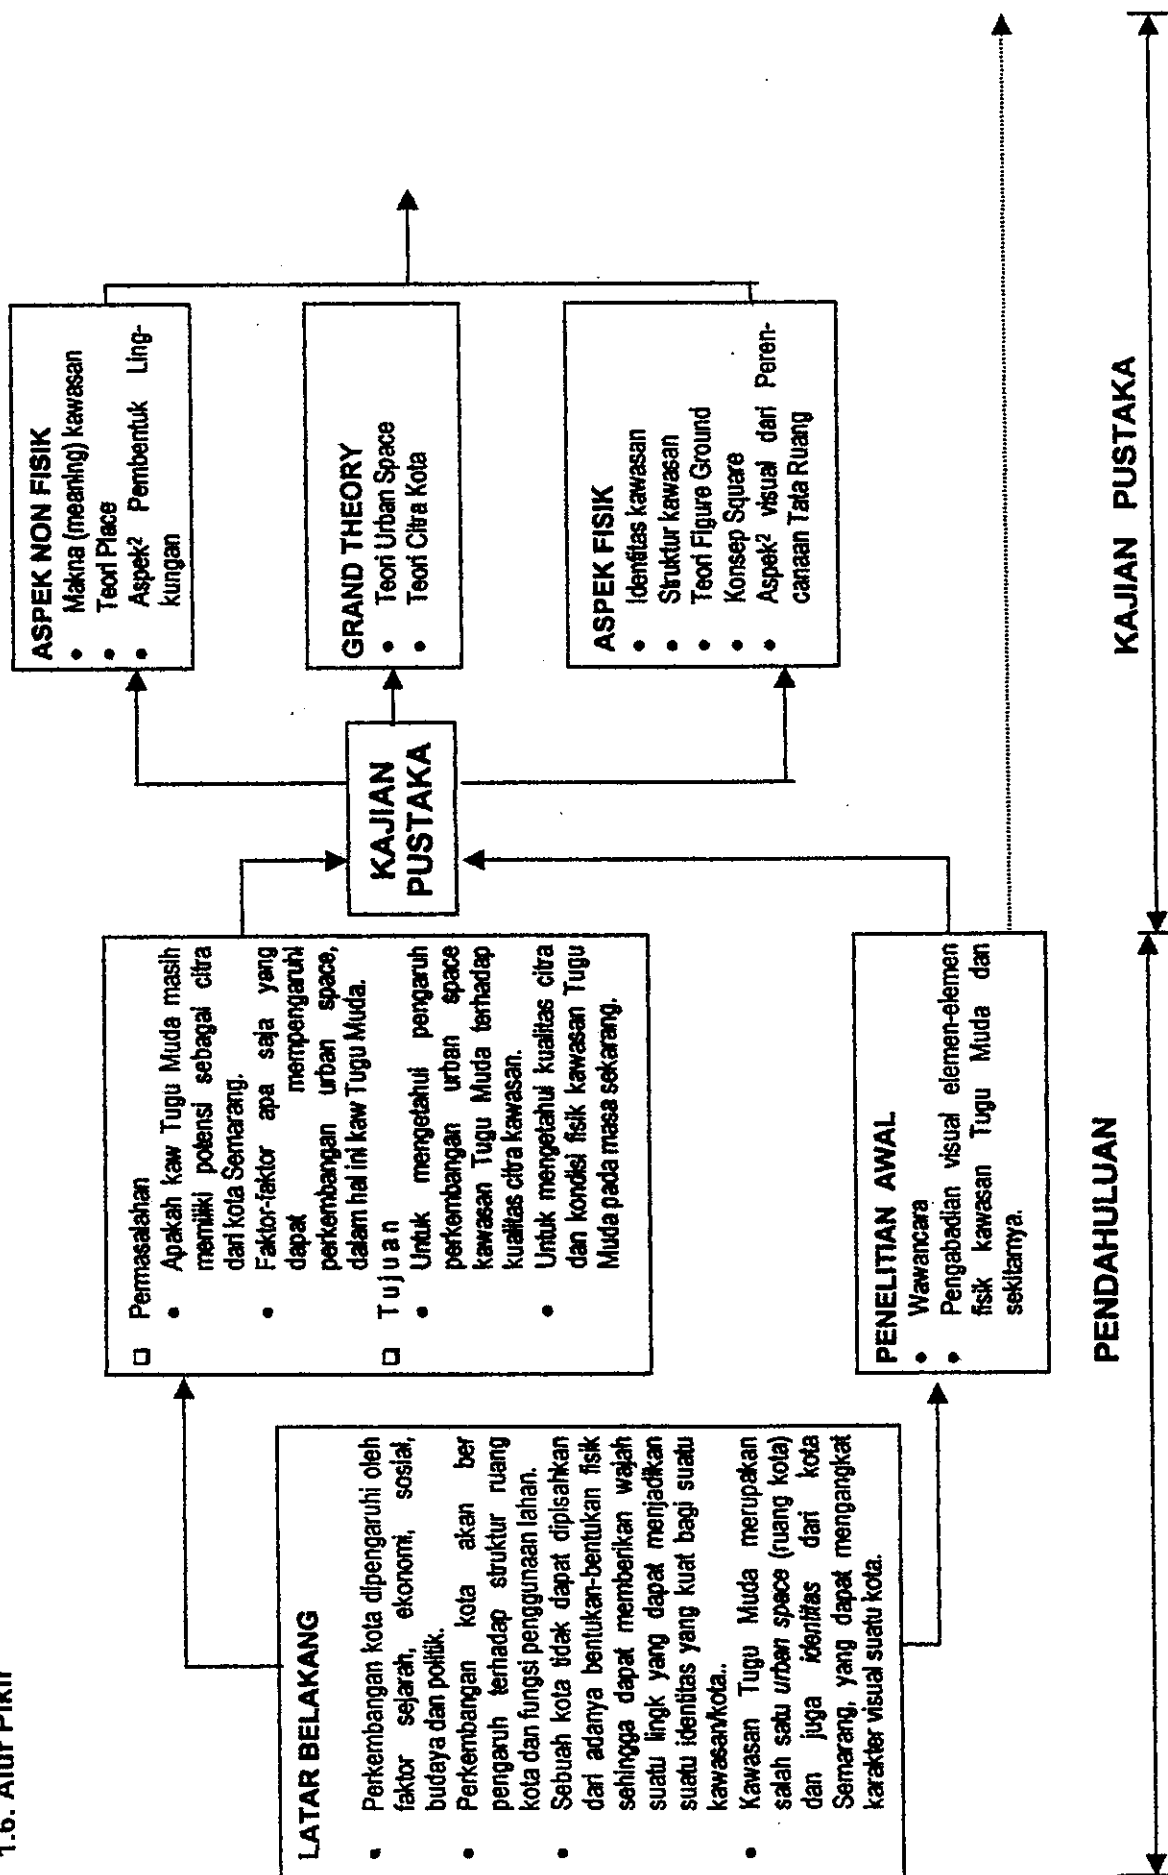 1.6. Alur Pikir
LATAR BELAKANG
• Perkembangan kota dipengaruhi oleh
faktor sejarah, ekonomi, sosial,
budaya dan politik.
• Perkembangan kota akan ber
pengaruh terhadap struktur ruang
kota dan fungsi penggunaan lahan.
• Sebuah kota tidak dapat dipisahkan
dari adanya bentukan-bentukan fisik
sehingga dapat memberikan wajah
suatu lingk yang dapat menjadikan
suatu identitas yang kuat bagi suatu
kawasan/kota..
• Kawasan Tugu Muda merupakan
salah satu urban space (ruang kota)
dan juga identitas dari kota
Semarang, yang dapat mengangkat
karakter visual suatu kota.
❑ Permasalahan
• Apakah kaw Tugu Muda masih
memiliki potensi sebagai citra
dari kota Semarang.
• Faktor-faktor apa saja yang
dapat mempengaruhi
perkembangan urban space,
dalam hal ini kaw Tugu Muda.
❑ Tujuan
• Untuk mengetahui pengaruh
perkembangan urban space
kawasan Tugu Muda terhadap
kualitas citra kawasan.
• Untuk mengetahui kualitas citra
dan kondisi fisik kawasan Tugu
Muda pada masa sekarang.
PENELITIAN AWAL
• Wawancara
• Pengabadian visual elemen-elemen
fisik kawasan Tugu Muda dan
sekitarnya.
KAJIAN
PUSTAKA
ASPEK NON FISIK
• Makna (meaning) kawasan
• Teori Place
• Aspek² Pembentuk Ling-
kungan
GRAND THEORY
• Teori Urban Space
• Teori Citra Kota
ASPEK FISIK
• Identitas kawasan
• Struktur kawasan
• Teori Figure Ground
• Konsep Square
• Aspek² visual dari Peren-
canaan Tata Ruang
PENDAHULUAN
KAJIAN PUSTAKA